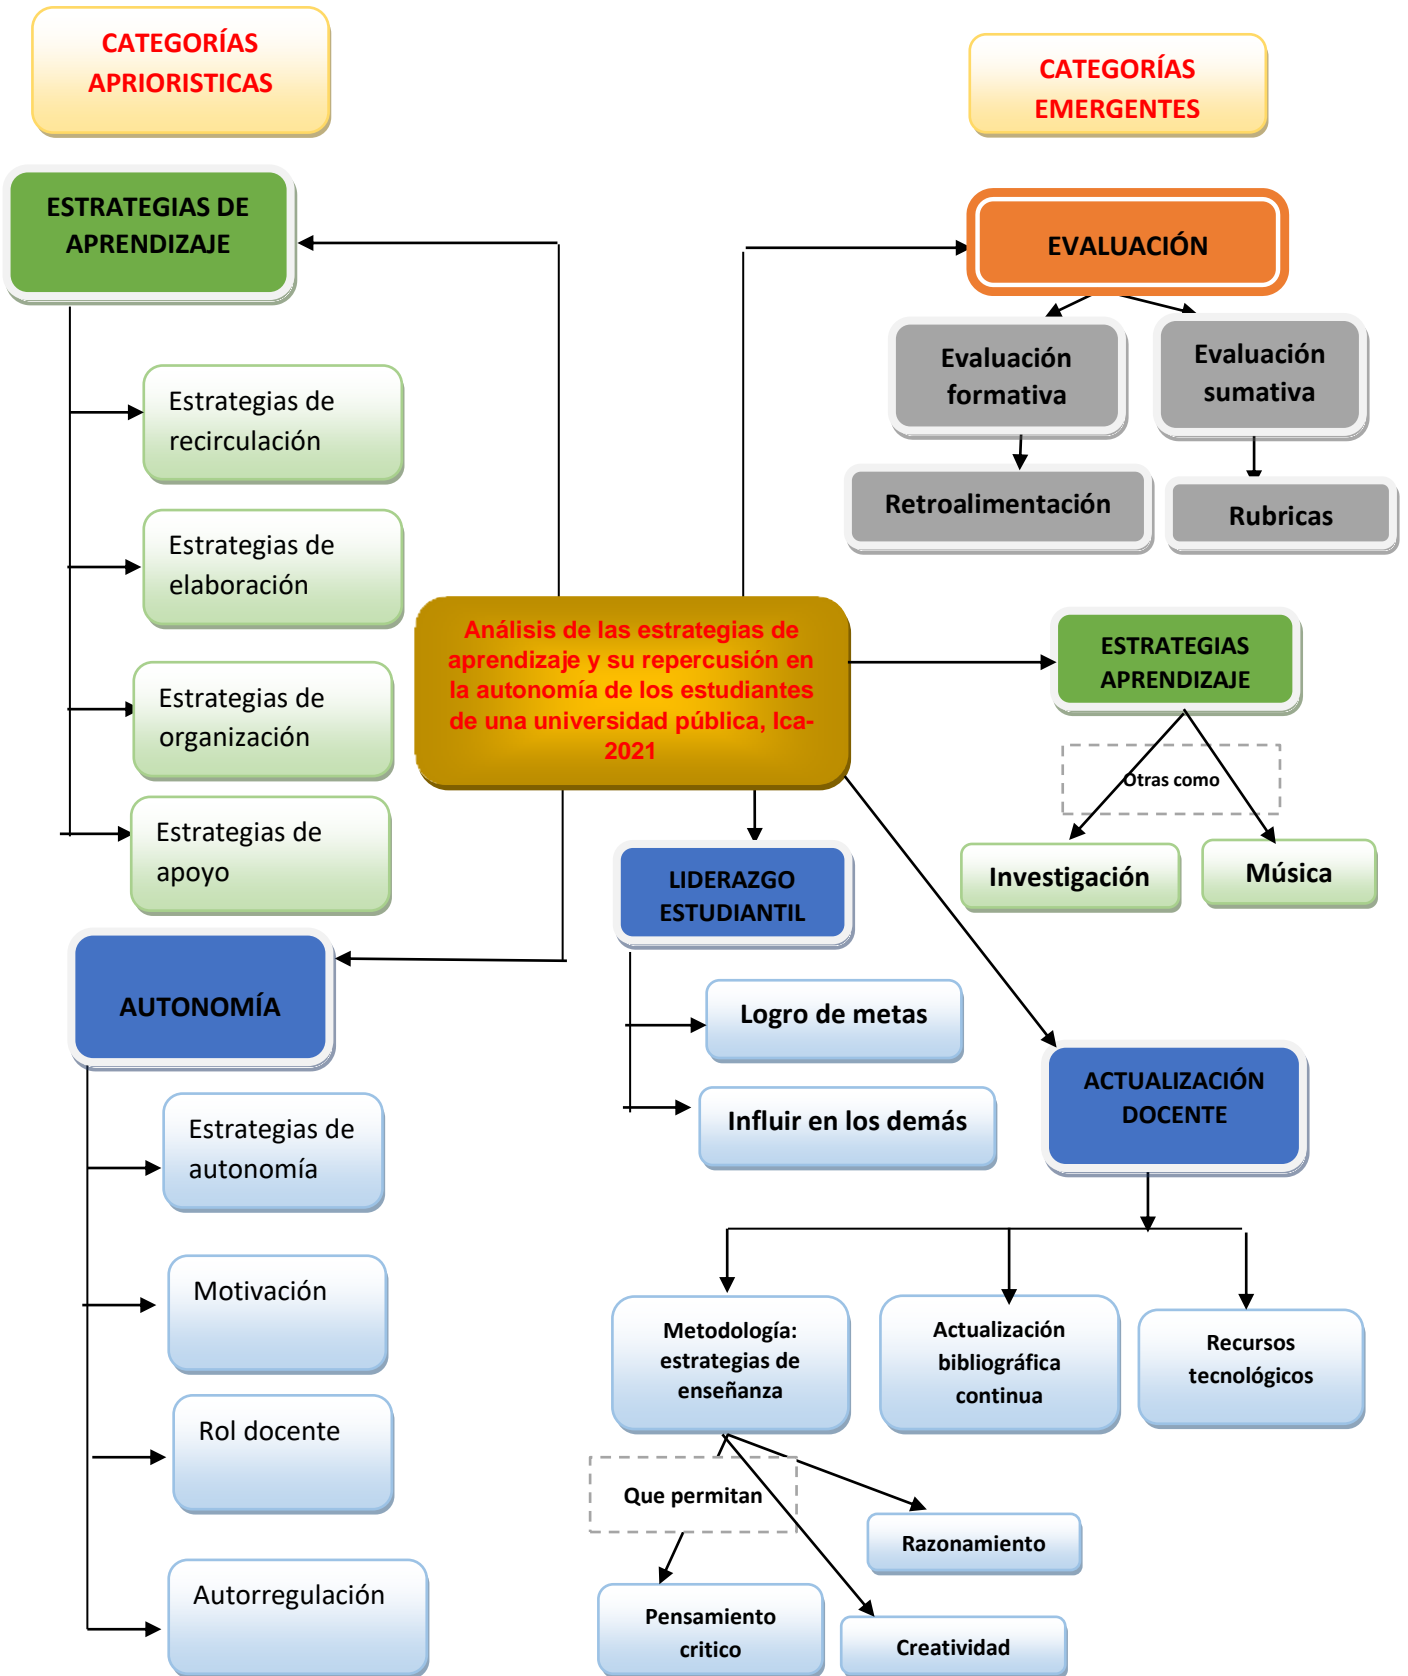 CATEGORÍAS
APRIORISTICAS
CATEGORÍAS
EMERGENTES
ESTRATEGIAS DE
APRENDIZAJE
EVALUACIÓN
Evaluación
formativa
Evaluación
sumativa
Estrategias de
recirculación
Retroalimentación
Rubricas
Estrategias de
elaboración
Análisis de las estrategias de
aprendizaje y su repercusión en
la autonomía de los estudiantes
de una universidad pública, Ica-
2021
ESTRATEGIAS
APRENDIZAJE
Estrategias de
organización
Otras como
Estrategias de
apoyo
LIDERAZGO
ESTUDIANTIL
Investigación
Música
AUTONOMÍA
Logro de metas
Influir en los demás
ACTUALIZACIÓN
DOCENTE
Estrategias de
autonomía
Motivación
Metodología:
estrategias de
enseñanza
Actualización
bibliográfica
continua
Recursos
tecnológicos
Rol docente
Que permitan
Razonamiento
Autorregulación
Pensamiento
critico
Creatividad